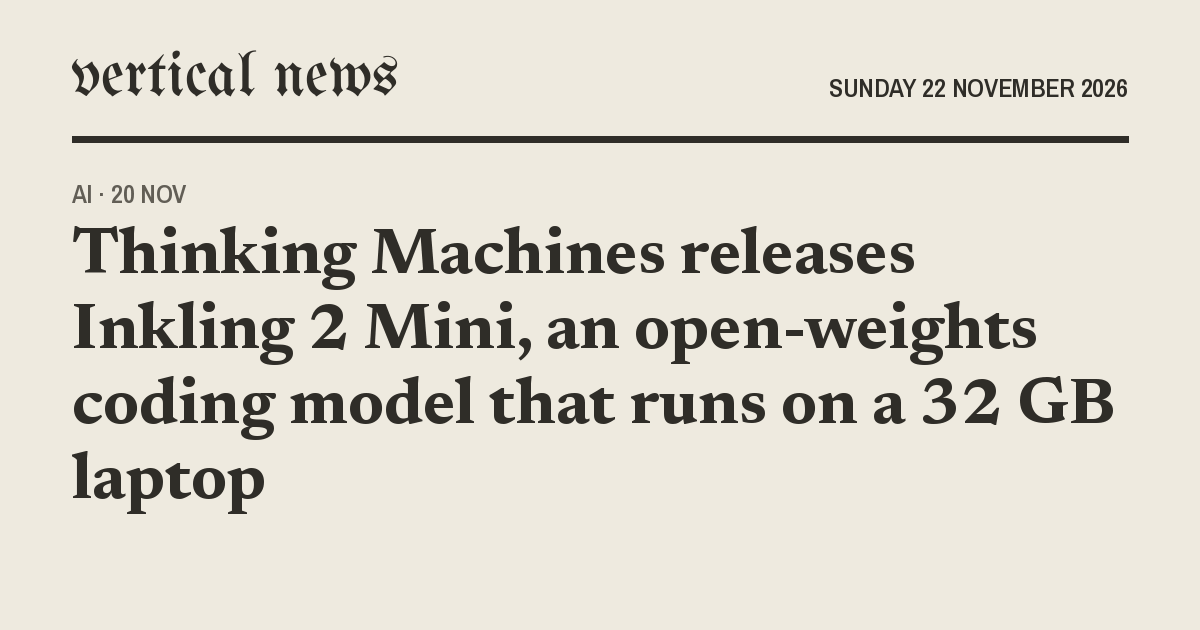 vertical news
SUNDAY 22 NOVEMBER 2026
AI · 20 NOV
Thinking Machines releases
Inkling 2 Mini, an open-weights
coding model that runs on a 32 GB
laptop